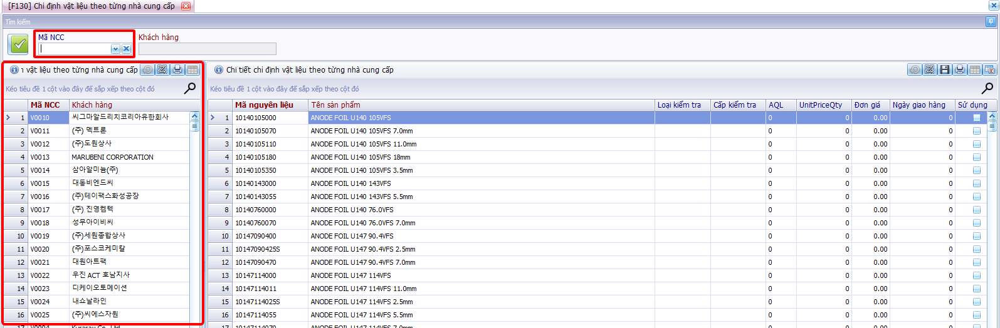 [F130] Chi định vật liệu theo từng nhà cung cấp
Tìm kiếm
Mã NCC
Khách hàng
vật liệu theo từng nhà cung cấp
Kéo tiêu đề 1 cột vào đây để sắp xếp theo cột đó
Mã NCC Khách hàng
1 V0010 씨그마알드리치코리아유한회사
2 V0011 (주) 멕트론
3 V0012 (주)도원상사
4 V0013 MARUBENI CORPORATION
5 V0014 삼아알미늄(주)
6 V0015 대동비엔드씨
7 V0016 (주)테이팩스화성공장
8 V0017 (주) 진영켐텍
9 V0018 성무아이비씨
10 V0019 (주)세원종합상사
11 V0020 (주)포스코케미칼
12 V0021 대원아트팩
13 V0022 우진 ACT 호남지사
14 V0023 디케이오토메이션
15 V0024 내쇼날라인
16 V0025 (주)씨에스자원
Chi tiết chi định vật liệu theo từng nhà cung cấp
Kéo tiêu đề 1 cột vào đây để sắp xếp theo cột đó
Mã nguyên liệu Tên sản phẩm Loại kiểm tra Cấp kiểm tra AQL UnitPriceQty Đơn giá Ngày giao hàng Sử dụng
1 10140105000 ANODE FOIL U140 105VFS 0 0 0.00 0
2 10140105070 ANODE FOIL U140 105VFS 7.0mm 0 0 0.00 0
3 10140105110 ANODE FOIL U140 105VFS 11.0mm 0 0 0.00 0
4 10140105180 ANODE FOIL U140 105VFS 18mm 0 0 0.00 0
5 10140105350 ANODE FOIL U140 105VFS 3.5mm 0 0 0.00 0
6 10140143000 ANODE FOIL U140 143VFS 0 0 0.00 0
7 10140143055 ANODE FOIL U140 143VFS 5.5mm 0 0 0.00 0
8 10140760000 ANODE FOIL U140 76.0VFS 0 0 0.00 0
9 10140760070 ANODE FOIL U140 76.0VFS 7.0mm 0 0 0.00 0
10 10147090400 ANODE FOIL U147 90.4VFS 0 0 0.00 0
11 10147090425S ANODE FOIL U147 90.4VFS 2.5mm 0 0 0.00 0
12 10147090470 ANODE FOIL U147 90.4VFS 7.0mm 0 0 0.00 0
13 10147114000 ANODE FOIL U147 114VFS 0 0 0.00 0
14 10147114011 ANODE FOIL U147 114VFS 11.0mm 0 0 0.00 0
15 10147114025S ANODE FOIL U147 114VFS 2.5mm 0 0 0.00 0
16 10147114055 ANODE FOIL U147 114VFS 5.5mm 0 0 0.00 0